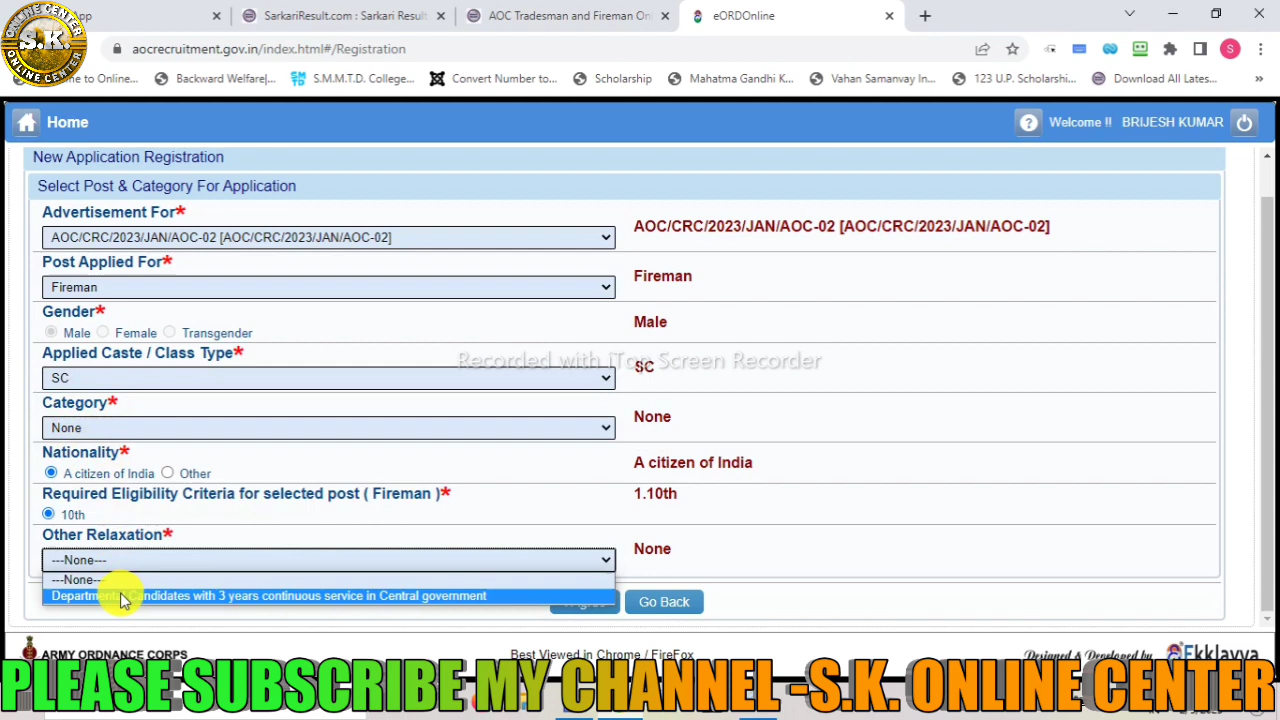 App
SarkariResult.com : Sarkari Result
AOC Tradesman and Fireman On
eORDOnline
ONLINE CENTER
S.K.
ONLINE CENTER
aocrecruitment.gov.in/index.html#/Registration
S
to Online...
Backward Welfare|...
S.M.M.T.D. College...
Convert Number to...
Scholarship
Mahatma Gandhi K...
Vahan Samanvay In...
123 U.P. Scholarshi...
Download All Lates...
»
Home
? Welcome !! BRIJESH KUMAR
New Application Registration
Select Post & Category For Application
Advertisement For*
AOC/CRC/2023/JAN/AOC-02 [AOC/CRC/2023/JAN/AOC-02]
AOC/CRC/2023/JAN/AOC-02 [AOC/CRC/2023/JAN/AOC-02]
Post Applied For*
Fireman
Fireman
Gender*
Male Female Transgender
Male
Applied Caste / Class Type*
Recorded with iTop Screen Recorder
SC
SC
Category*
None
None
Nationality*
A citizen of India Other
A citizen of India
Required Eligibility Criteria for selected post ( Fireman )*
1.10th
10th
Other Relaxation*
---None---
None
---None---
Departmental Candidates with 3 years continuous service in Central government
Go Back
ARMY ORDNANCE CORPS
Best Viewed in Chrome / FireFox
Designed & Developed by
Ekklavya
PLEASE SUBSCRIBE MY CHANNEL -S.K. ONLINE CENTER